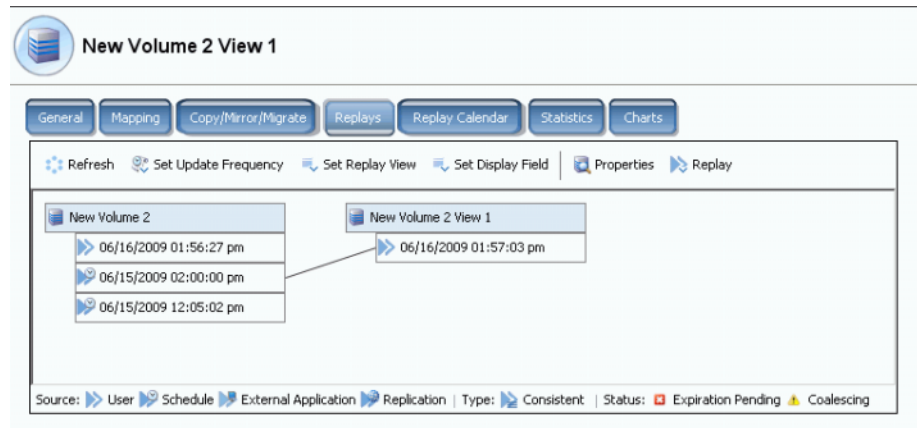 New Volume 2 View 1
General Mapping Copy/Mirror/Migrate Replays Replay Calendar Statistics Charts
Refresh Set Update Frequency Set Replay View Set Display Field Properties Replay
New Volume 2 New Volume 2 View 1
06/16/2009 01:56:27 pm 06/16/2009 01:57:03 pm
06/15/2009 02:00:00 pm
06/15/2009 12:05:02 pm
Source: User Schedule External Application Replication | Type: Consistent | Status: Expiration Pending Coalescing